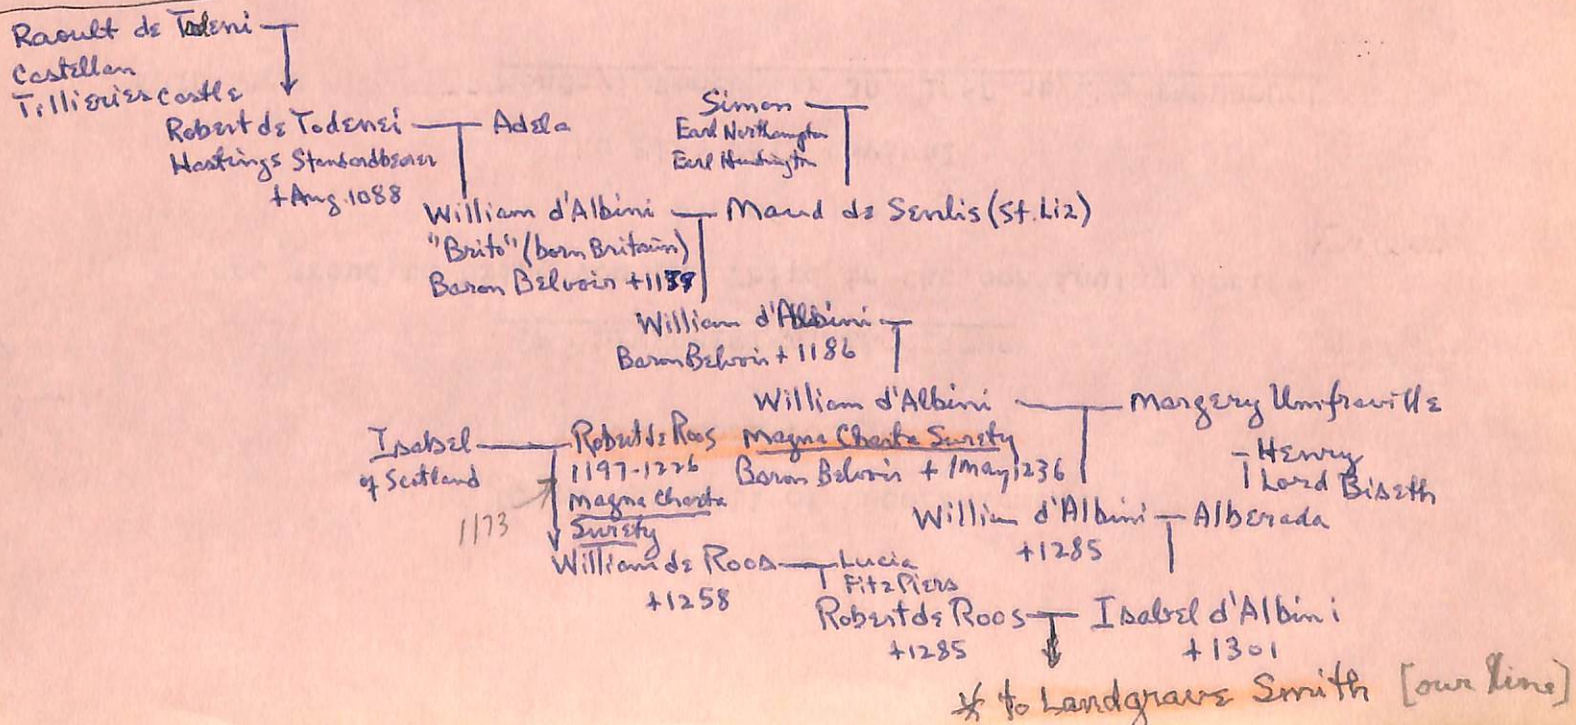 Raoult de Todeni
Castellan
Tillieries castle
Robert de Todenei — Adela
Hastings Standardbearer
+Aug. 1088
Simon
Earl Northampton
Earl Huntington
William d'Albini — Maud de Senlis (St. Liz)
"Brito" (born Britain)
Baron Belvoir +11
William d'Albini
Baron Belvoir + 1186
William d'Albini — Margery Umfraville
Magna Charta Surety
Baron Belvoir + 1 May 1236
- Henry
Lord Biseth
Isabel — Robert de Roos
of Scotland
1197-1226
Magna Charta
Surety
1173
William d'Albini — Alberada
+1285
William de Roos — Lucia
Fitz Piers
+1258
Robert de Roos — Isabel d'Albini
+1285
+1301
* to Landgrave Smith [our line]